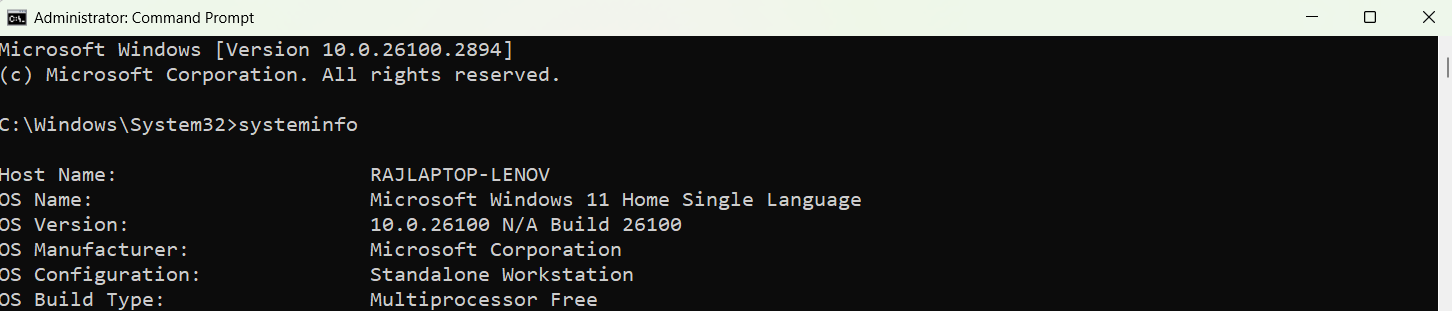 Administrator: Command Prompt
Microsoft Windows [Version 10.0.26100.2894]
(c) Microsoft Corporation. All rights reserved.
C:\Windows\System32>systeminfo
Host Name: RAJLAPTOP-LENOV
OS Name: Microsoft Windows 11 Home Single Language
OS Version: 10.0.26100 N/A Build 26100
OS Manufacturer: Microsoft Corporation
OS Configuration: Standalone Workstation
OS Build Type: Multiprocessor Free